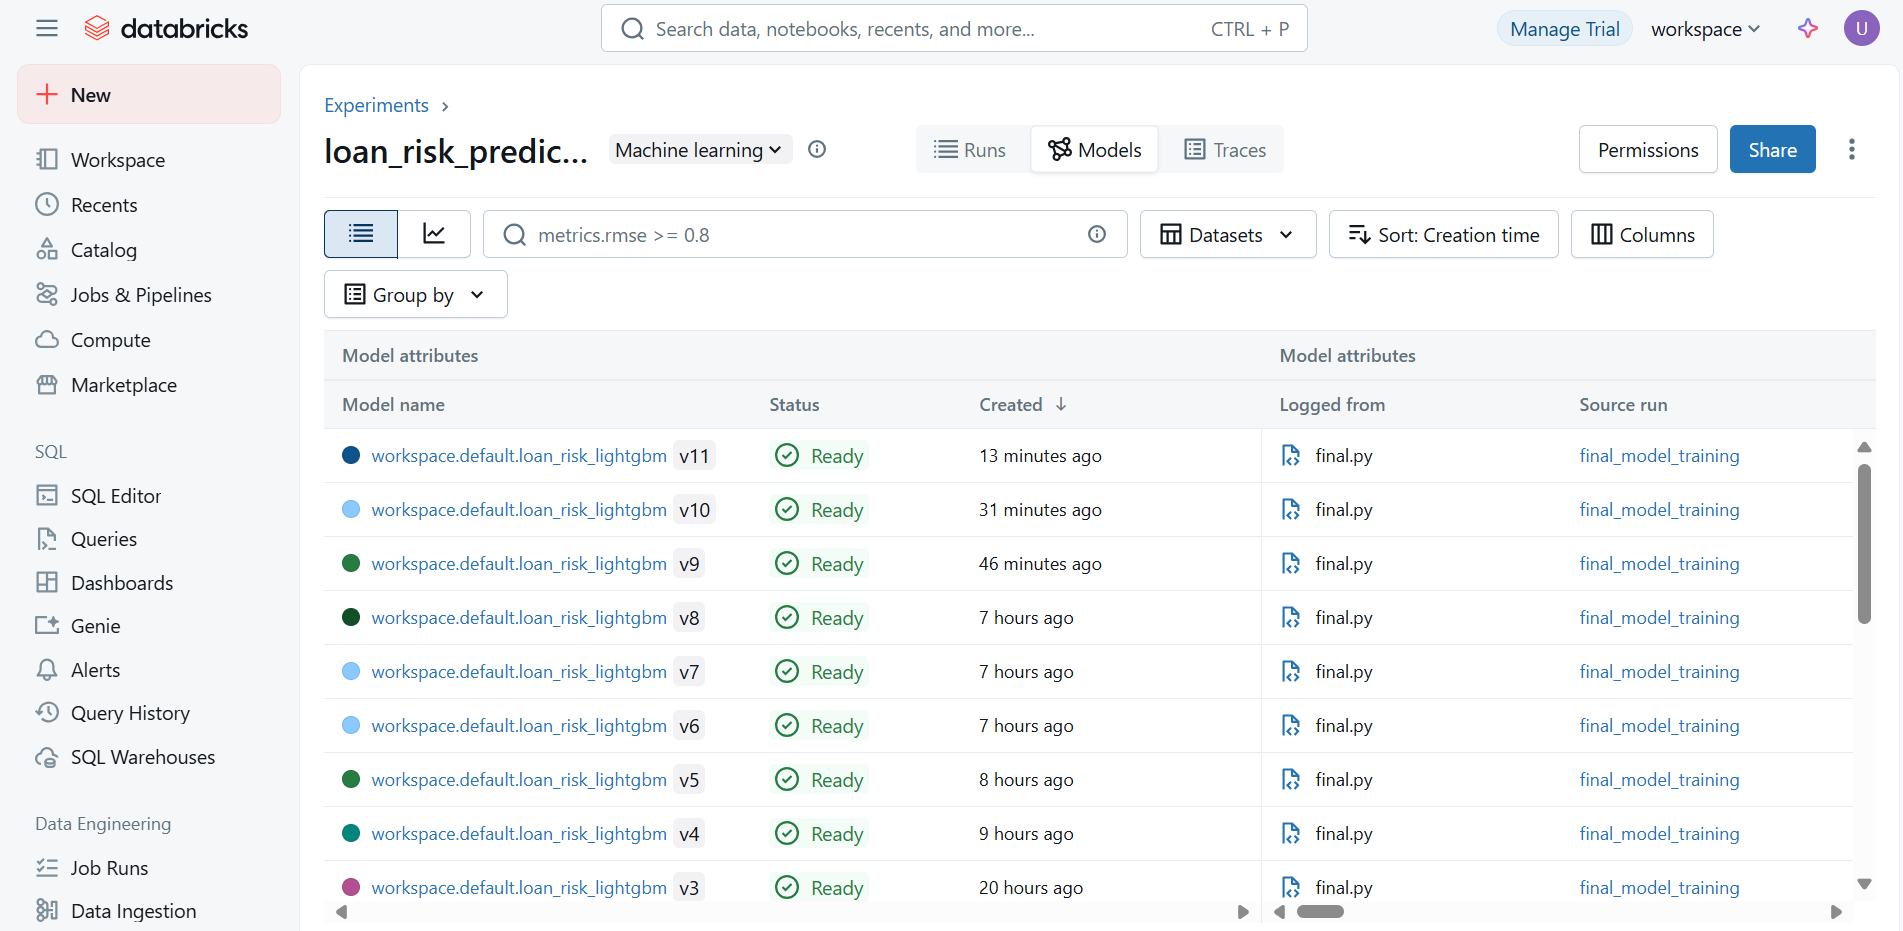 databricks
Search data, notebooks, recents, and more... CTRL + P
Manage Trial workspace U
New
Workspace
Recents
Catalog
Jobs & Pipelines
Compute
Marketplace
SQL
SQL Editor
Queries
Dashboards
Genie
Alerts
Query History
SQL Warehouses
Data Engineering
Job Runs
Data Ingestion
Experiments ›
loan_risk_predic... Machine learning Runs Models Traces Permissions Share
metrics.rmse >= 0.8 Datasets Sort: Creation time Columns
Group by
Model attributes Model attributes
Model name Status Created Logged from Source run
workspace.default.loan_risk_lightgbm v11 Ready 13 minutes ago final.py final_model_training
workspace.default.loan_risk_lightgbm v10 Ready 31 minutes ago final.py final_model_training
workspace.default.loan_risk_lightgbm v9 Ready 46 minutes ago final.py final_model_training
workspace.default.loan_risk_lightgbm v8 Ready 7 hours ago final.py final_model_training
workspace.default.loan_risk_lightgbm v7 Ready 7 hours ago final.py final_model_training
workspace.default.loan_risk_lightgbm v6 Ready 7 hours ago final.py final_model_training
workspace.default.loan_risk_lightgbm v5 Ready 8 hours ago final.py final_model_training
workspace.default.loan_risk_lightgbm v4 Ready 9 hours ago final.py final_model_training
workspace.default.loan_risk_lightgbm v3 Ready 20 hours ago final.py final_model_training